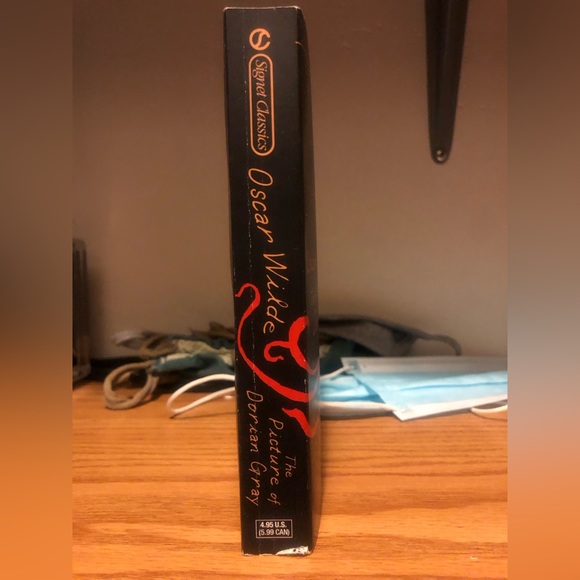 Signet Classics
Oscar Wilde
The
Picture of
Dorian Gray
4.95 U.S.
(5.99 CAN)